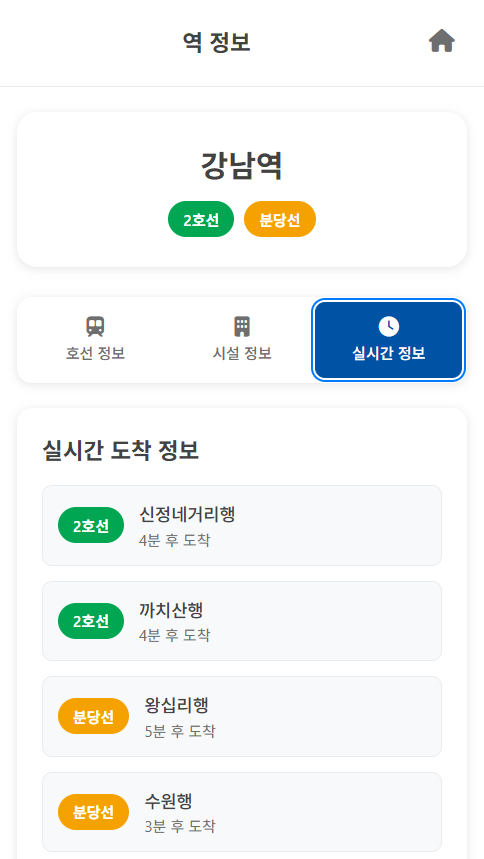 역 정보
강남역
2호선 분당선
호선 정보 시설 정보 실시간 정보
실시간 도착 정보
2호선
신정네거리행
4분 후 도착
2호선
까치산행
4분 후 도착
분당선
왕십리행
5분 후 도착
분당선
수원행
3분 후 도착